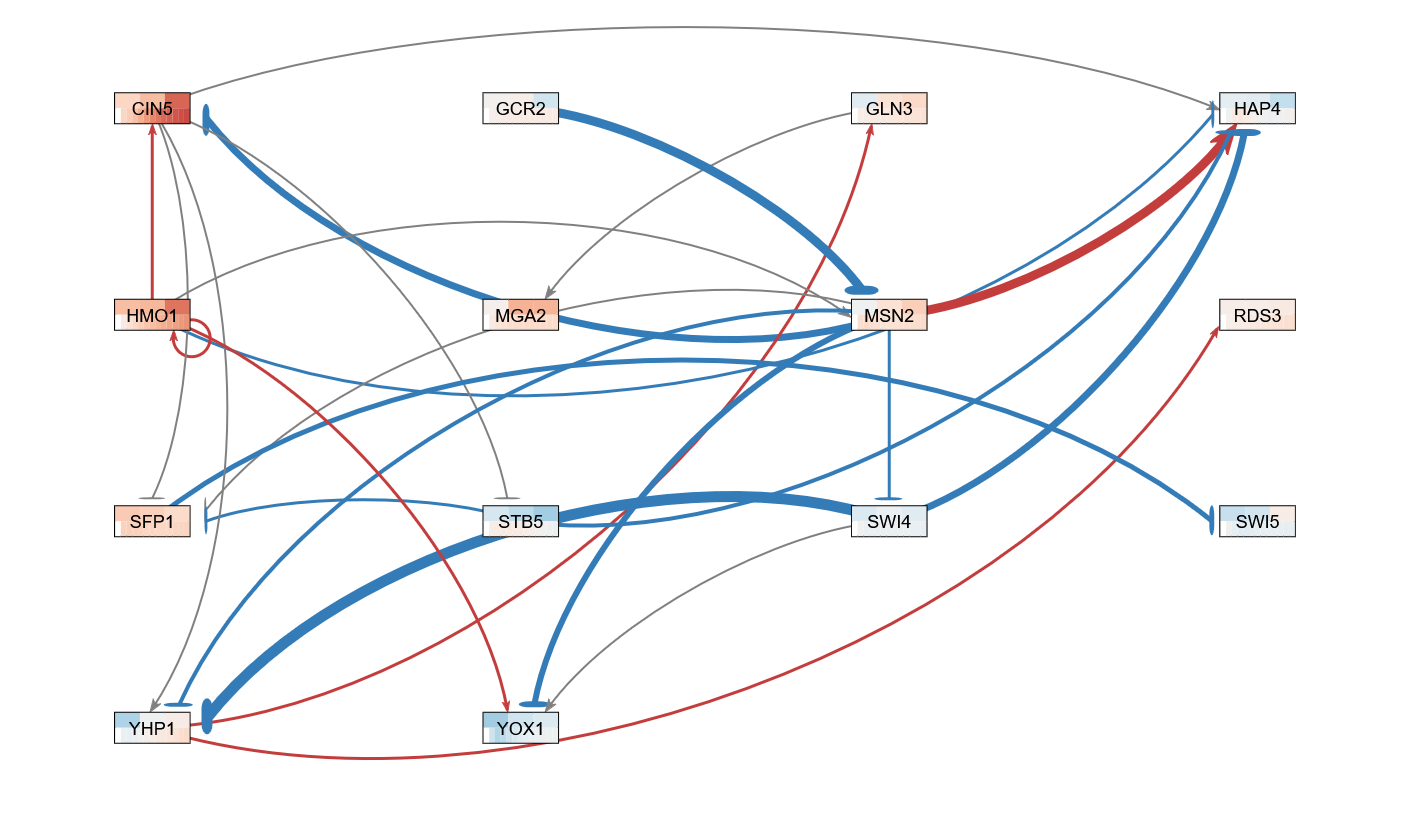 CIN5
GCR2
GLN3
HAP4
HMO1
MGA2
MSN2
RDS3
SFP1
STB5
SWI4
SWI5
YHP1
YOX1